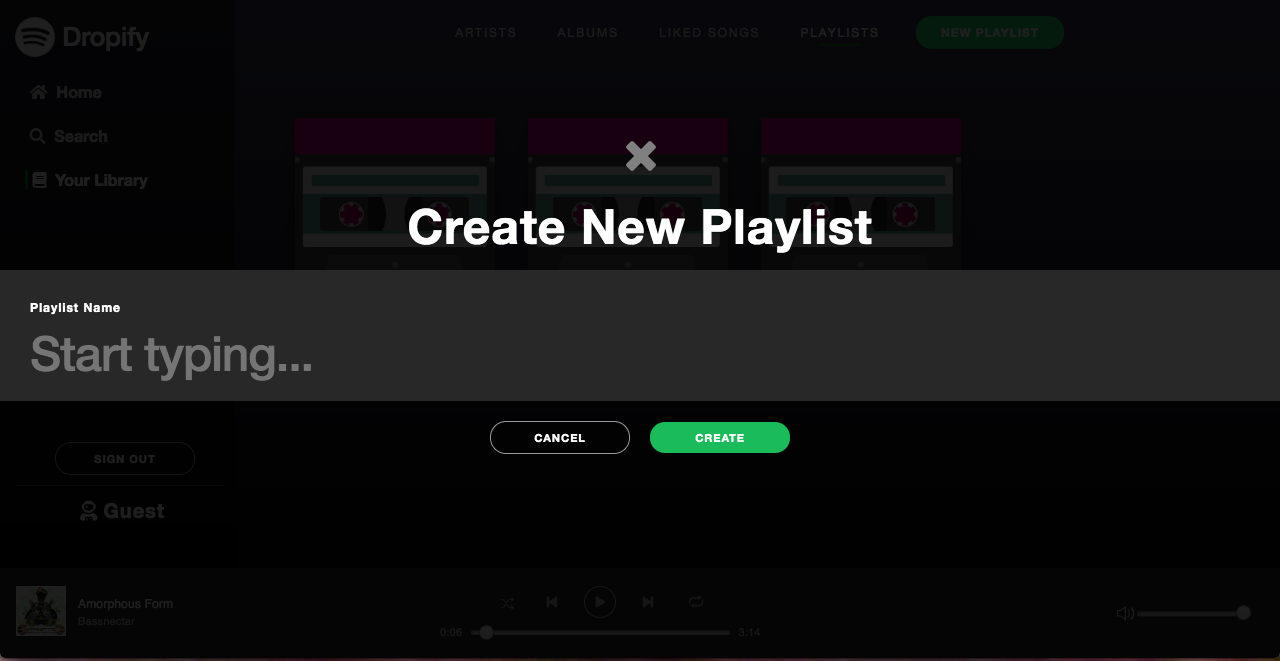 Dropify
ARTISTS ALBUMS LIKED SONGS PLAYLISTS NEW PLAYLIST
Home
Search
Your Library
Create New Playlist
Playlist Name
Start typing...
CANCEL CREATE
SIGN OUT
Guest
Amorphous Form
Bassnectar
0:06 3:14